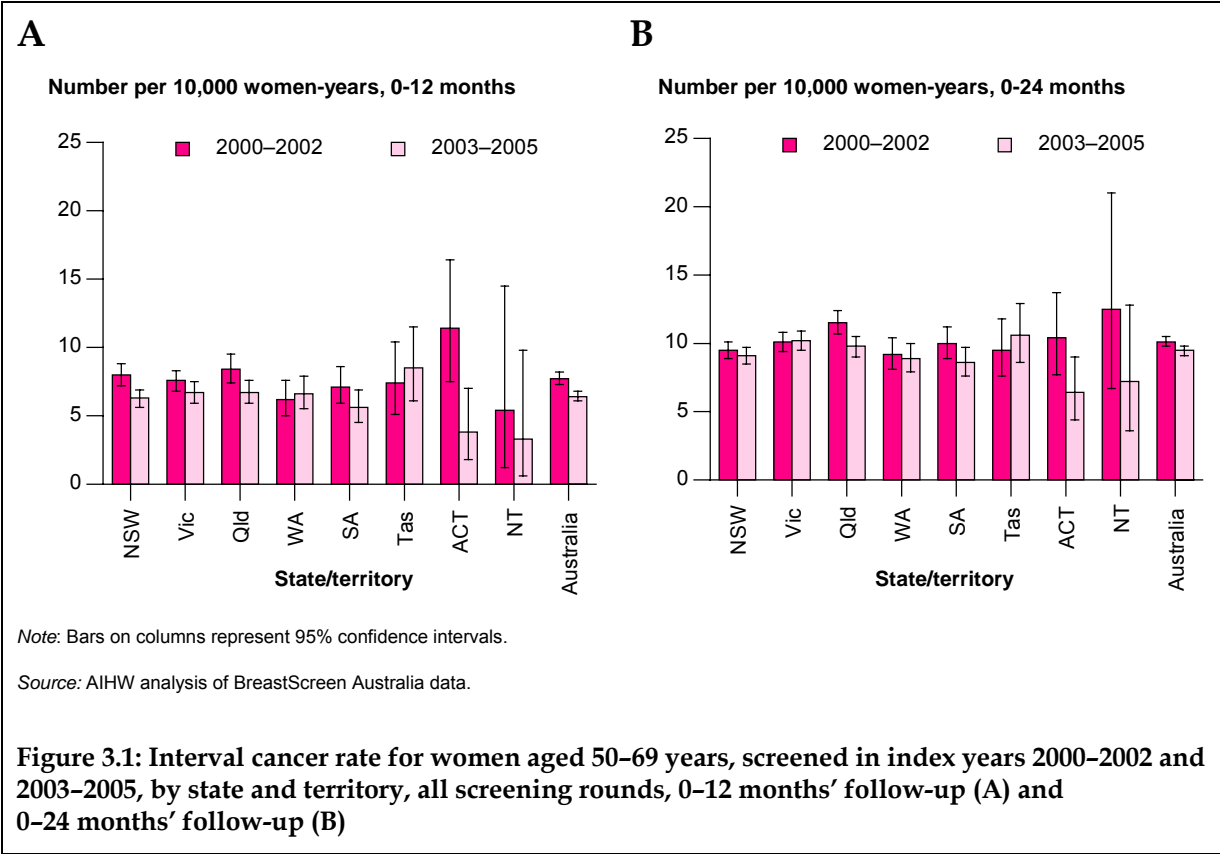 A
Number per 10,000 women-years, 0-12 months
2000–2002
2003–2005
25
20
15
10
5
0
NSW
Vic
Qld
WA
SA
Tas
ACT
NT
Australia
State/territory
B
Number per 10,000 women-years, 0-24 months
2000–2002
2003–2005
25
20
15
10
5
0
NSW
Vic
Qld
WA
SA
Tas
ACT
NT
Australia
State/territory
Note: Bars on columns represent 95% confidence intervals.
Source: AIHW analysis of BreastScreen Australia data.
Figure 3.1: Interval cancer rate for women aged 50–69 years, screened in index years 2000–2002 and
2003–2005, by state and territory, all screening rounds, 0–12 months’ follow-up (A) and
0–24 months’ follow-up (B)